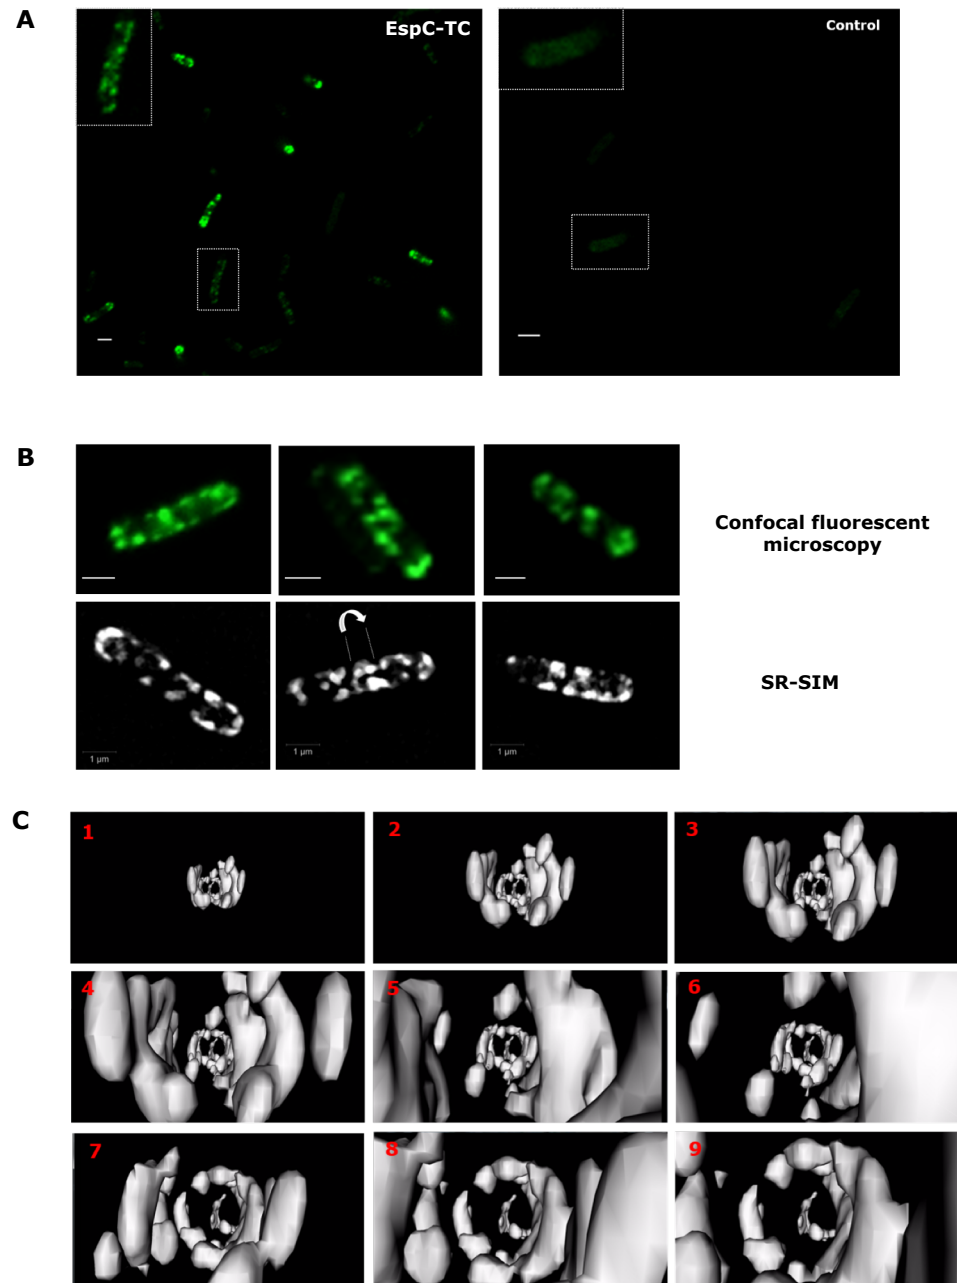 A
EspC-TC
Control
B
Confocal fluorescent
microscopy
1 μm
1 μm
1 μm
SR-SIM
C
1
2
3
4
5
6
7
8
9